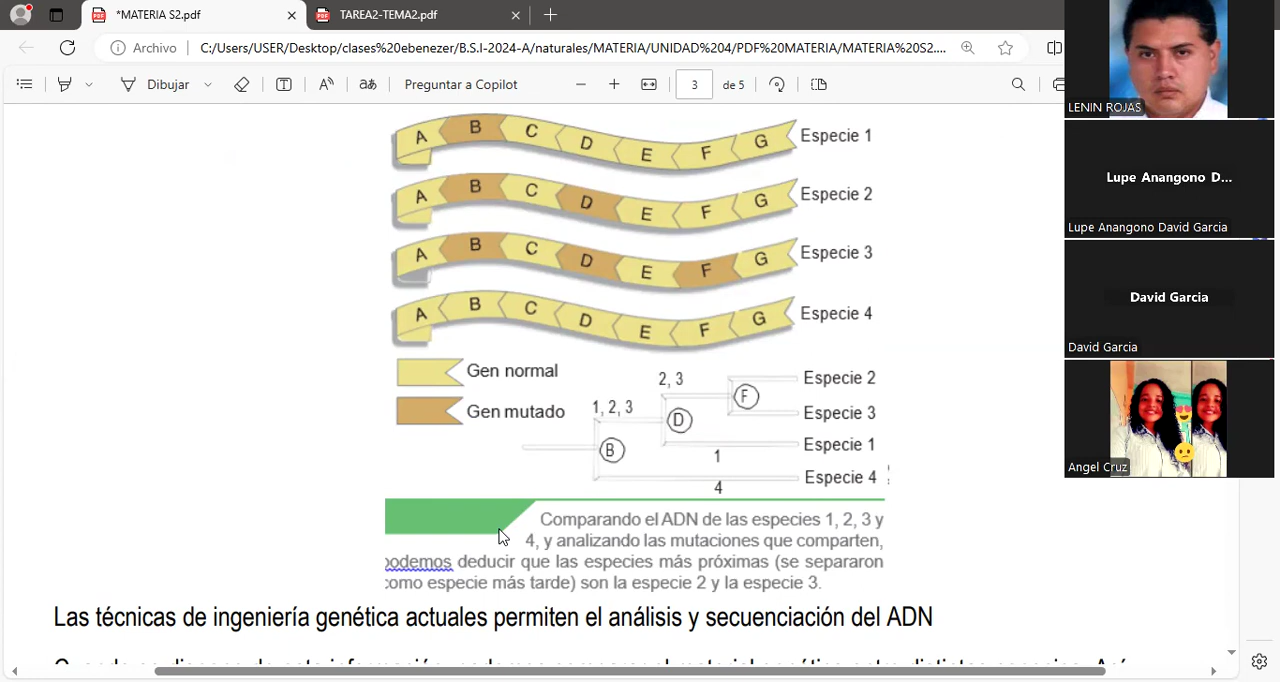 *MATERIA S2.pdf
TAREA2-TEMA2.pdf
Archivo
C:/Users/USER/Desktop/clases%20ebenezer/B.S.I-2024-A/naturales/MATERIA/UNIDAD%204/PDF%20MATERIA/MATERIA%20S2....
Dibujar
aあ
Preguntar a Copilot
3
de 5
A B C D E F G Especie 1
A B C D E F G Especie 2
A B C D E F G Especie 3
A B C D E F G Especie 4
Gen normal
Gen mutado
2, 3
1, 2, 3
B
D
F
1
4
Especie 2
Especie 3
Especie 1
Especie 4
Comparando el ADN de las especies 1, 2, 3 y
4, y analizando las mutaciones que comparten,
podemos deducir que las especies más próximas (se separaron
como especie más tarde) son la especie 2 y la especie 3.
Las técnicas de ingeniería genética actuales permiten el análisis y secuenciación del ADN
LENIN ROJAS
Lupe Anangono D...
Lupe Anangono David Garcia
David Garcia
David Garcia
Angel Cruz